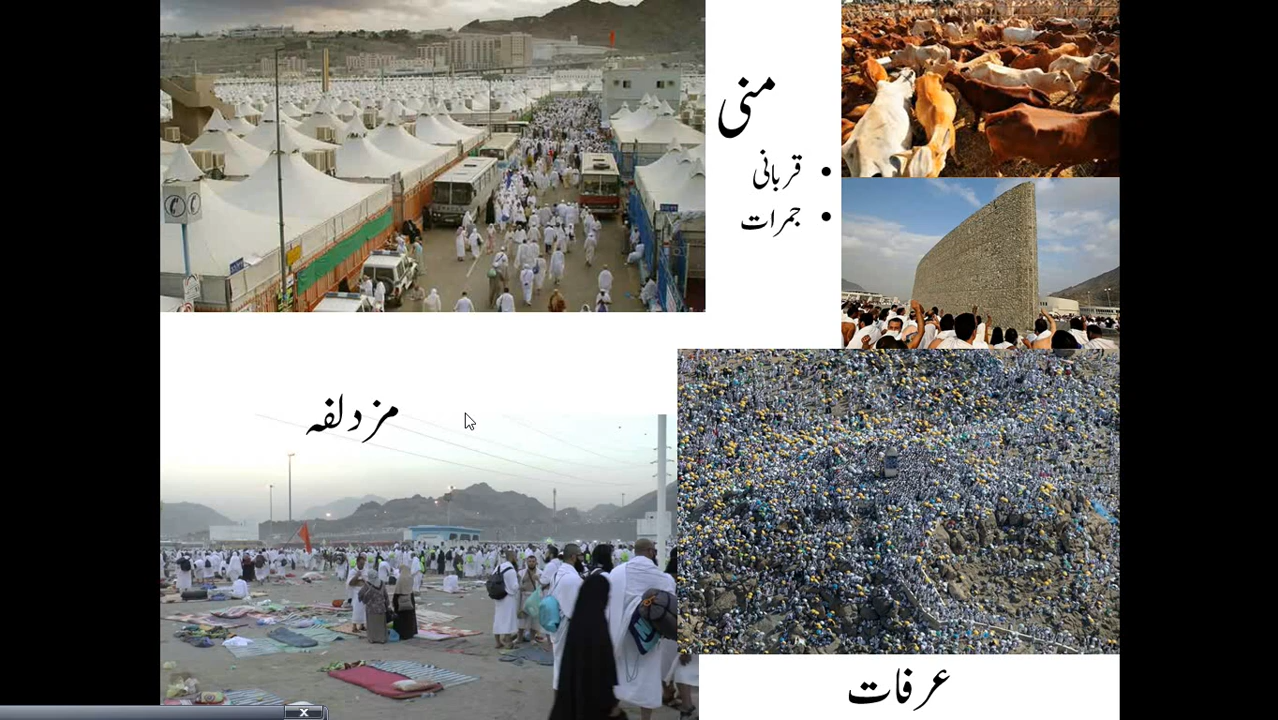 منی
قربانی
جمرات
مزدلفہ
عرفات